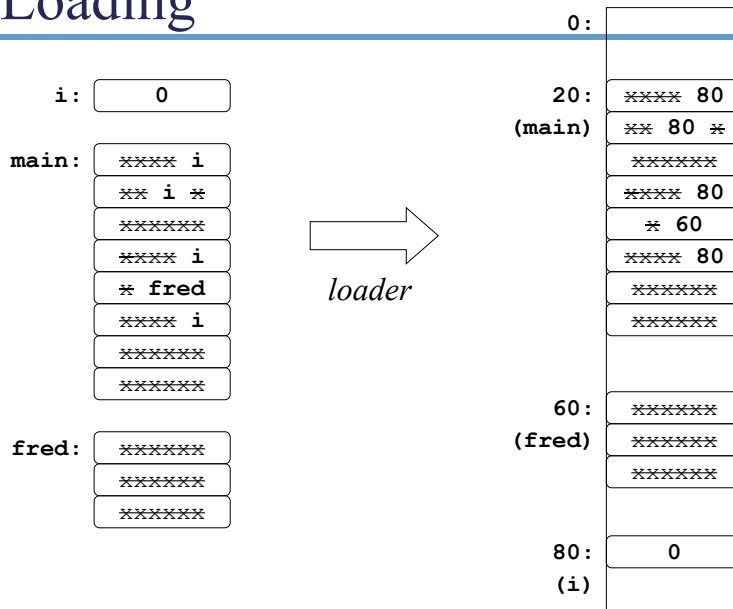 Loading
i: 0
main: xxxx i
xx i x
xxxxxx
xxxx i
x fred
xxxx i
xxxxxx
xxxxxx
fred: xxxxxx
xxxxxx
xxxxxx
loader
0:
20: xxxx 80
(main) xx 80 x
xxxxxx
xxxx 80
x 60
xxxx 80
xxxxxx
xxxxxx
60: xxxxxx
(fred) xxxxxx
xxxxxx
80: 0
(i)